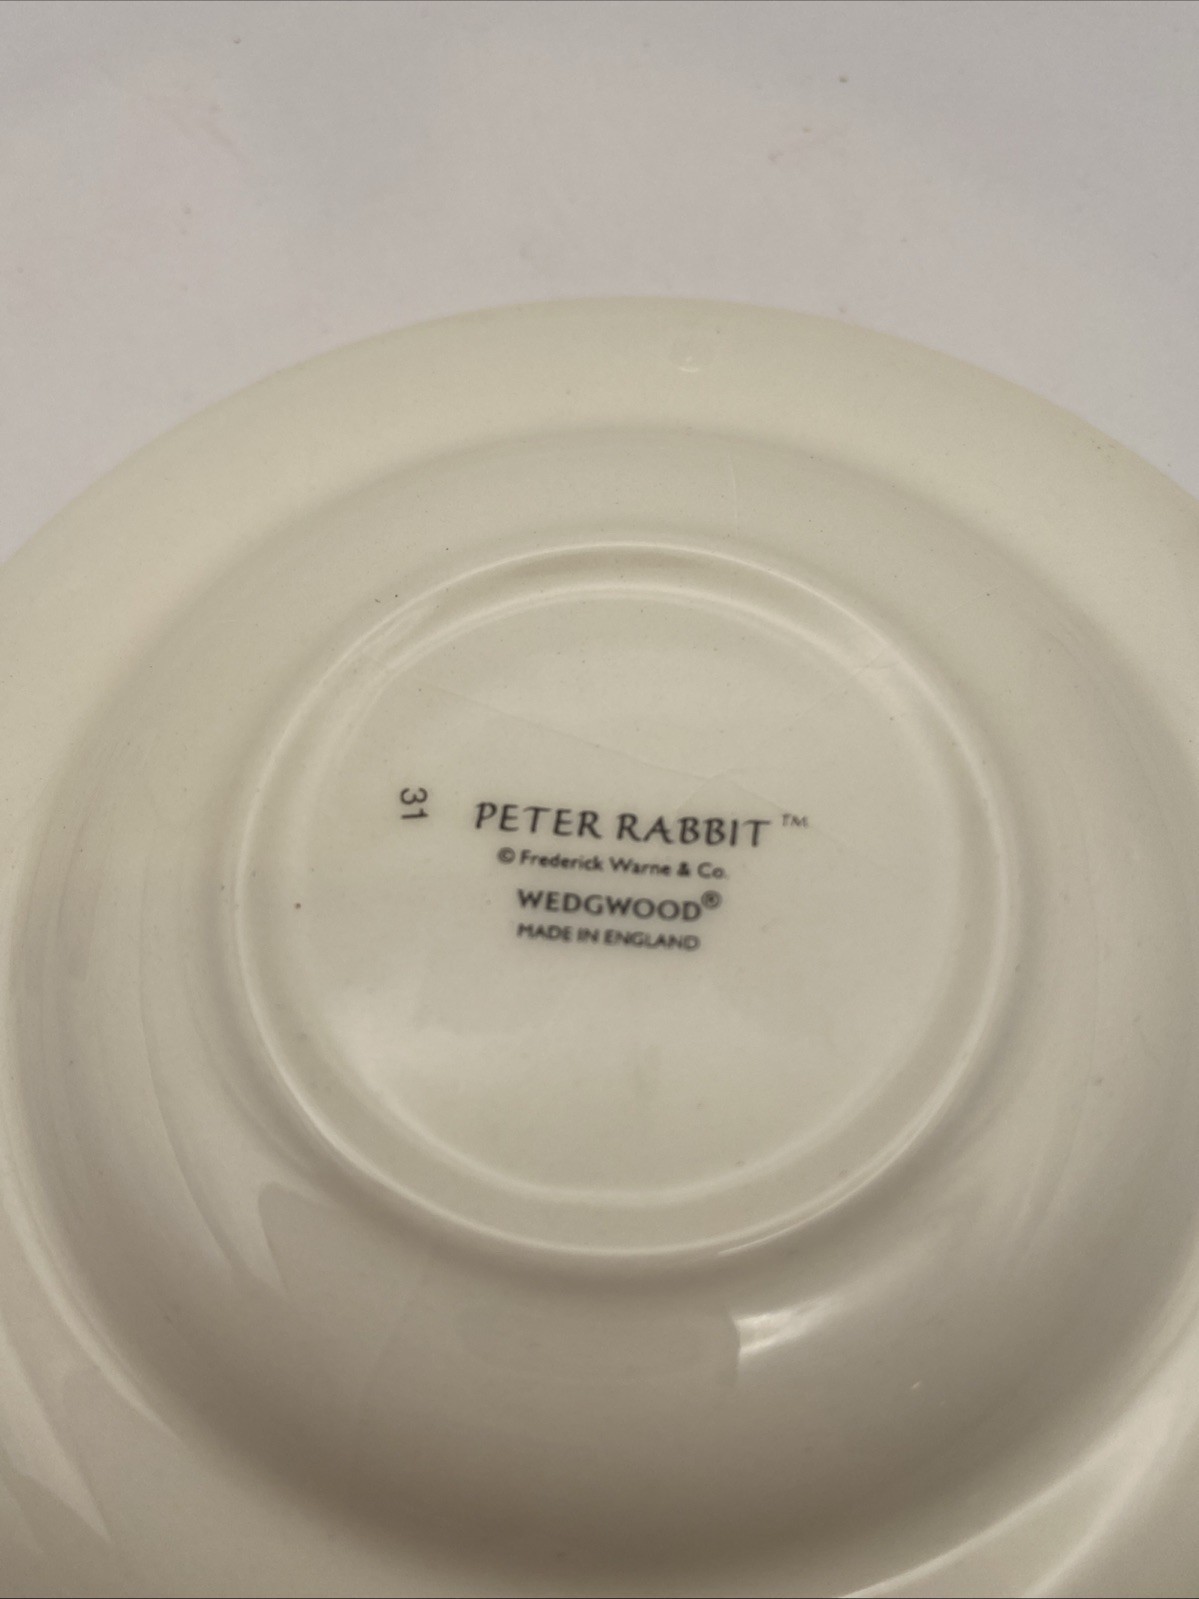 31
PETER RABBIT™
© Frederick Warne & Co.
WEDGWOOD®
MADE IN ENGLAND